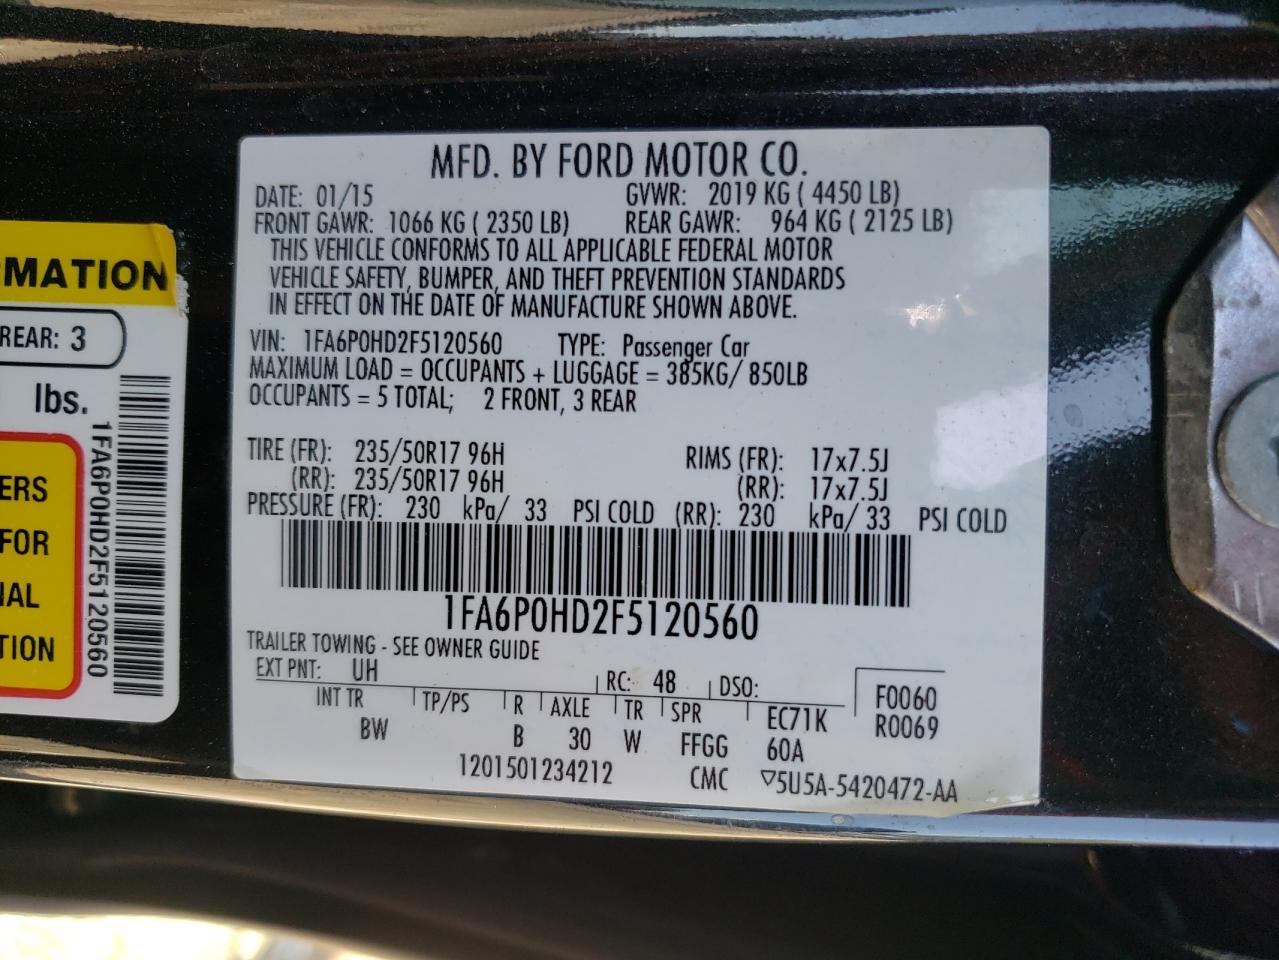 MFD. BY FORD MOTOR CO.
DATE: 01/15 GVWR: 2019 KG ( 4450 LB)
FRONT GAWR: 1066 KG ( 2350 LB) REAR GAWR: 964 KG ( 2125 LB)
THIS VEHICLE CONFORMS TO ALL APPLICABLE FEDERAL MOTOR
VEHICLE SAFETY, BUMPER, AND THEFT PREVENTION STANDARDS
IN EFFECT ON THE DATE OF MANUFACTURE SHOWN ABOVE.
VIN: 1FA6P0HD2F5120560 TYPE: Passenger Car
MAXIMUM LOAD = OCCUPANTS + LUGGAGE = 385KG/ 850LB
OCCUPANTS = 5 TOTAL; 2 FRONT, 3 REAR
TIRE (FR): 235/50R17 96H RIMS (FR): 17x7.5J
(RR): 235/50R17 96H (RR): 17x7.5J
PRESSURE (FR): 230 kPa/ 33 PSI COLD (RR): 230 kPa/ 33 PSI COLD
1FA6P0HD2F5120560
TRAILER TOWING - SEE OWNER GUIDE
EXT PNT: UH RC: 48 DSO: F0060
INT TR TP/PS R AXLE TR SPR EC71K R0069
BW B 30 W FFGG 60A
1201501234212 CMC ▽5U5A-5420472-AA
RMATION
REAR: 3
lbs.
1FA6P0HD2F5120560
ERS
FOR
NAL
TION